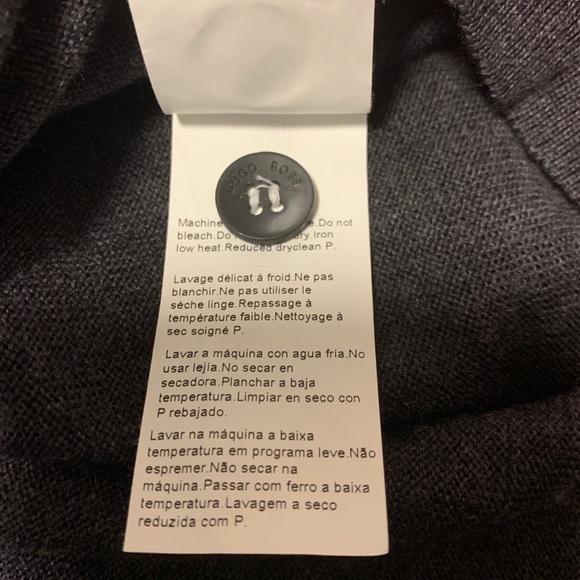 HUGO BOSS
Machine Do not
bleach. Iron
low heat.Reduced dryclean P.
Lavage délicat á froid.Ne pas
blanchir.Ne pas utiliser le
sèche linge.Repassage à
température faible.Nettoyage à
sec soigné P.
Lavar a máquina con agua fria.No
usar lejía.No secar en
secadora.Planchar a baja
temperatura.Limpiar en seco con
P rebajado.
Lavar na máquina a baixa
temperatura em programa leve.Não
espremer.Não secar na
máquina.Passar com ferro a baixa
temperatura.Lavagem a seco
reduzida com P.